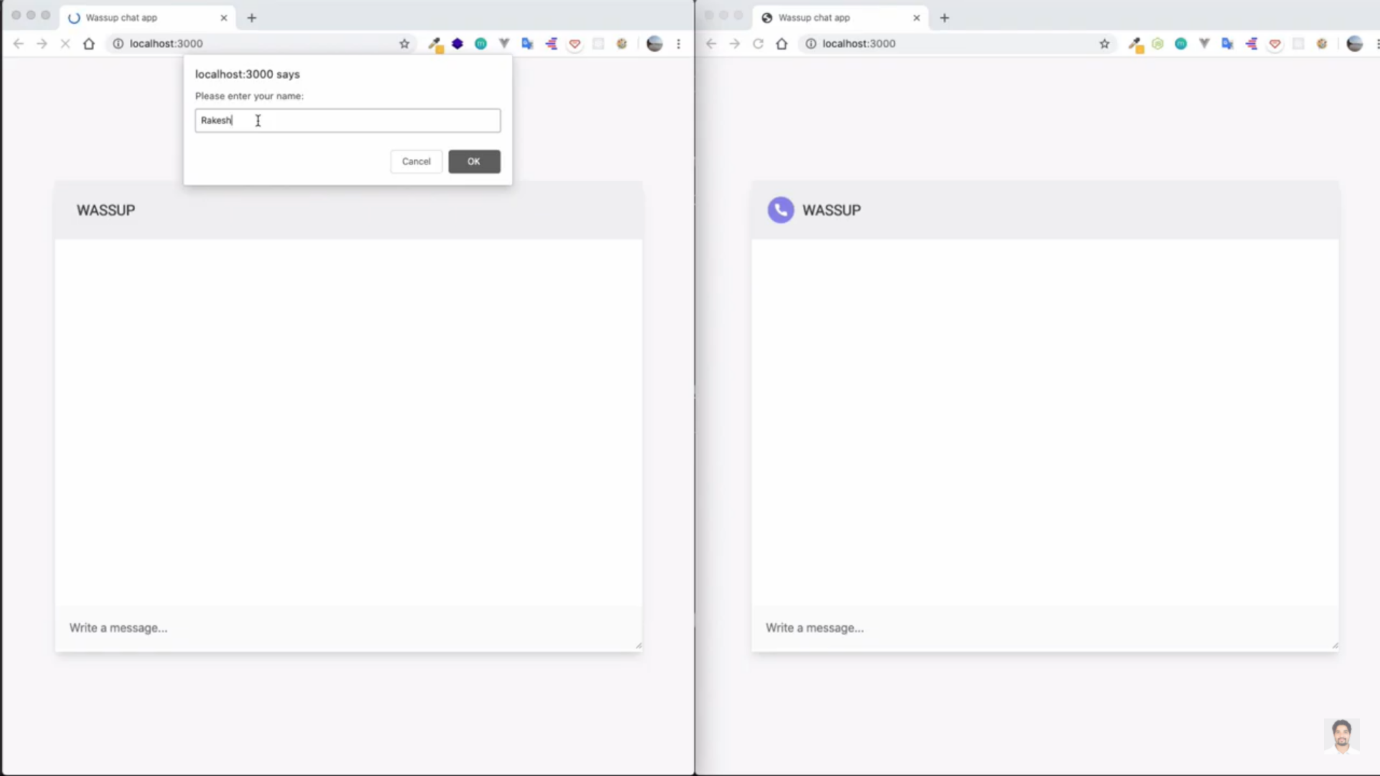 Wassup chat app
localhost:3000
localhost:3000 says
Please enter your name:
Rakesh
Cancel
OK
WASSUP
Write a message...
Wassup chat app
localhost:3000
WASSUP
Write a message...